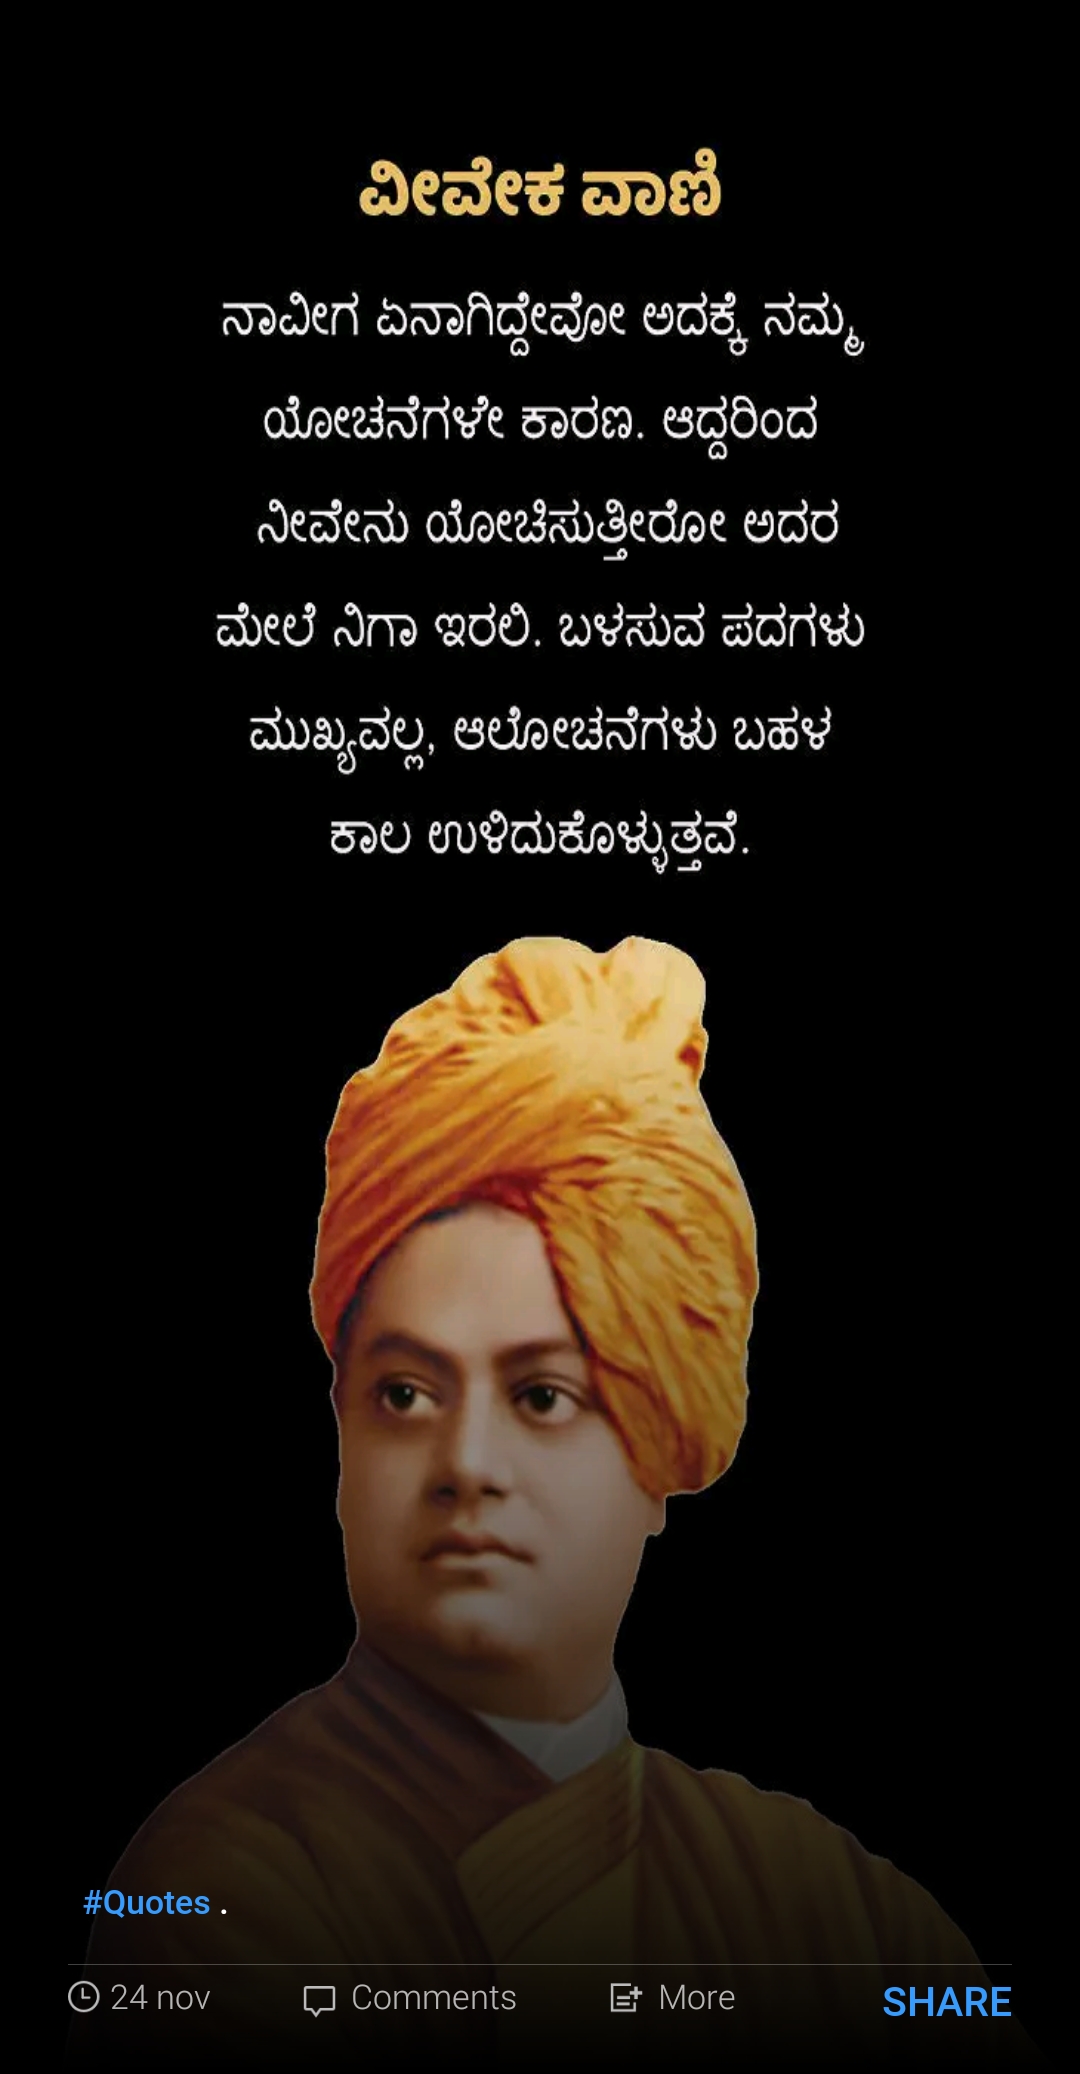 ವೀವೇಕ ವಾಣಿ
ನಾವೀಗ ಏನಾಗಿದ್ದೇವೋ ಅದಕ್ಕೆ ನಮ್ಮ
ಯೋಚನೆಗಳೇ ಕಾರಣ. ಆದ್ದರಿಂದ
ನೀವೇನು ಯೋಚಿಸುತ್ತೀರೋ ಅದರ
ಮೇಲೆ ನಿಗಾ ಇರಲಿ. ಬಳಸುವ ಪದಗಳು
ಮುಖ್ಯವಲ್ಲ, ಆಲೋಚನೆಗಳು ಬಹಳ
ಕಾಲ ಉಳಿದುಕೊಳ್ಳುತ್ತವೆ.
#Quotes .
24 nov Comments More SHARE